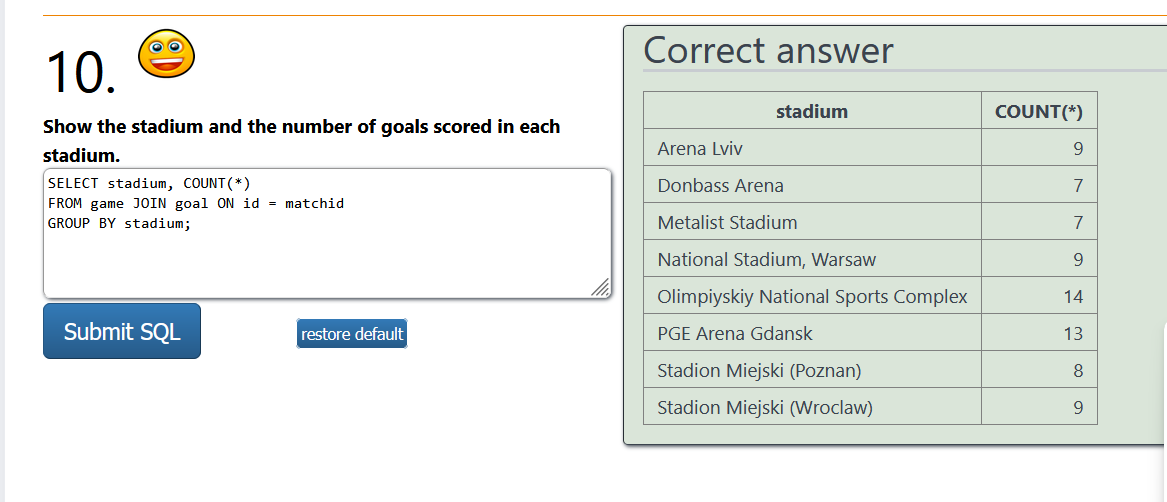 10.
Show the stadium and the number of goals scored in each
stadium.
SELECT stadium, COUNT(*)
FROM game JOIN goal ON id = matchid
GROUP BY stadium;
Submit SQL
restore default
Correct answer
stadium COUNT(*)
Arena Lviv 9
Donbass Arena 7
Metalist Stadium 7
National Stadium, Warsaw 9
Olimpiyskiy National Sports Complex 14
PGE Arena Gdansk 13
Stadion Miejski (Poznan) 8
Stadion Miejski (Wroclaw) 9